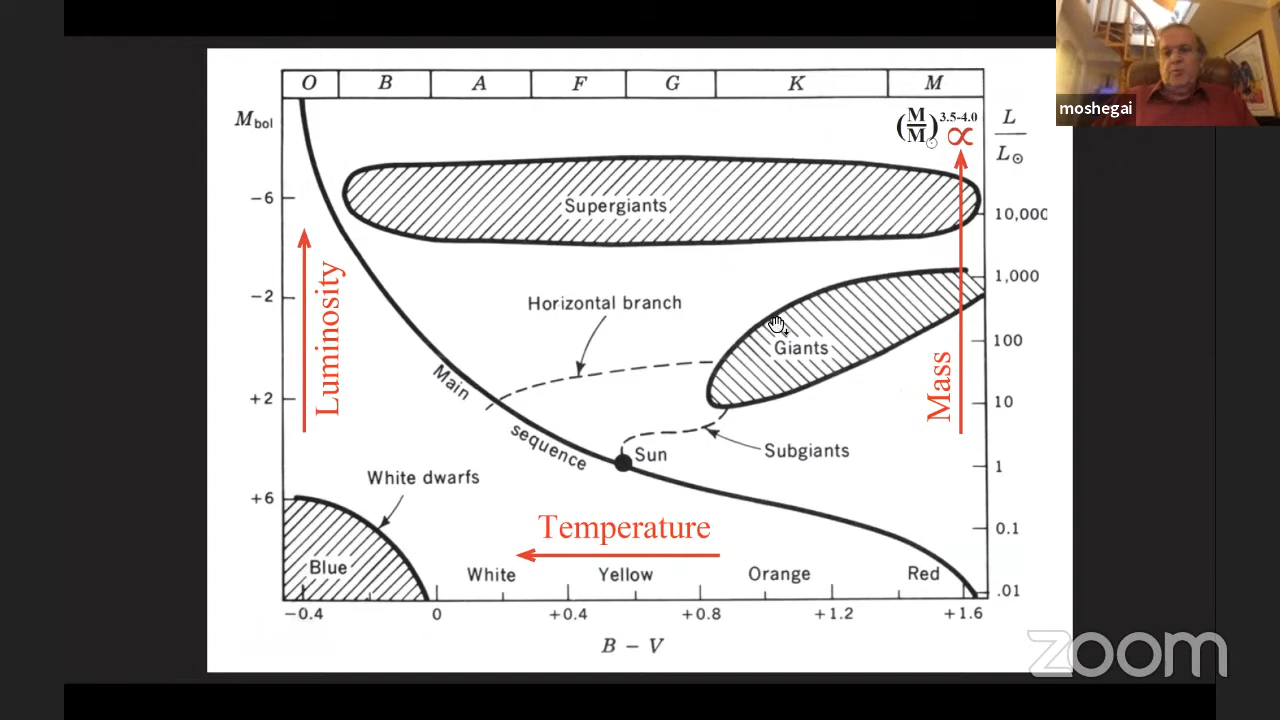 O B A F G K M
M bol
(M/M☉)^3.5-4.0 ∝
L/L☉
moshegai
-6
-2
+2
+6
10,000
1,000
100
10
1
0.1
.01
Supergiants
Luminosity
Horizontal branch
Giants
Mass
Main
sequence
Sun
Subgiants
White dwarfs
Temperature
Blue
White
Yellow
Orange
Red
-0.4 0 +0.4 +0.8 +1.2 +1.6
B - V
zoom